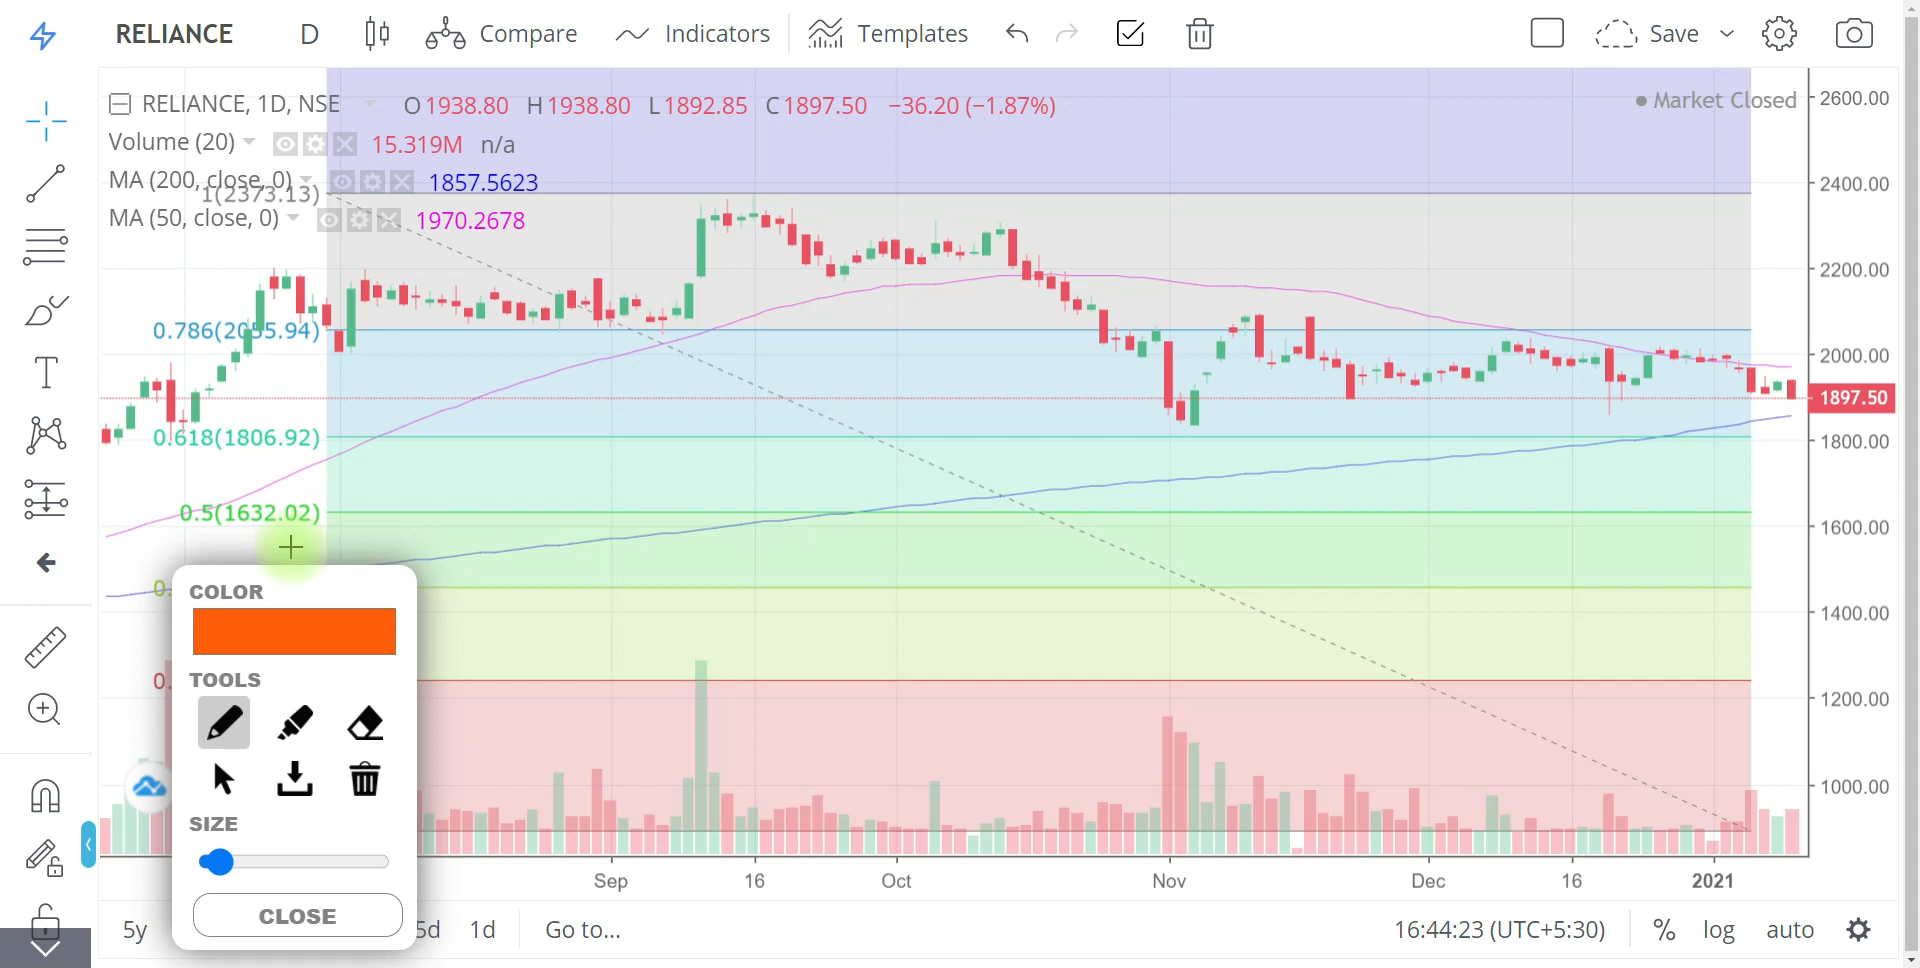 RELIANCE D Compare Indicators Templates Save
RELIANCE, 1D, NSE O1938.80 H1938.80 L1892.85 C1897.50 −36.20 (−1.87%)
Market Closed
Volume (20) 15.319M n/a
MA (200, close, 0) 1857.5623
1(2373.13)
MA (50, close, 0) 1970.2678
0.786(2055.94)
0.618(1806.92)
0.5(1632.02)
0.
0.
2600.00
2400.00
2200.00
2000.00
1897.50
1800.00
1600.00
1400.00
1200.00
1000.00
COLOR
TOOLS
SIZE
CLOSE
Sep 16 Oct Nov Dec 16 2021
5y 5d 1d Go to... 16:44:23 (UTC+5:30) % log auto